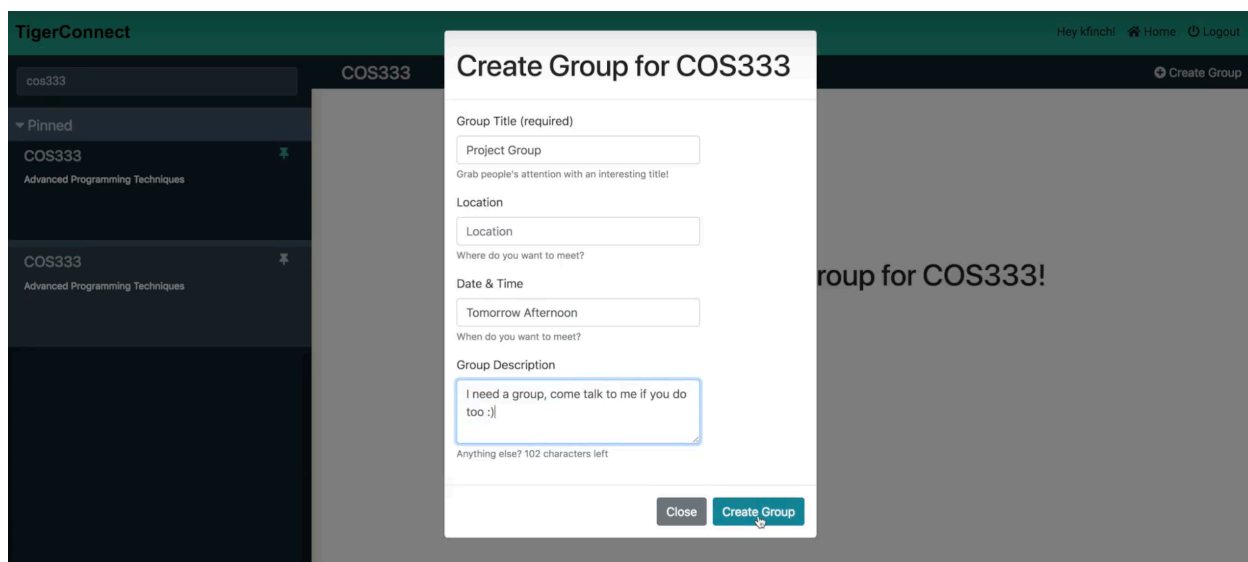 TigerConnect
Hey kfinch! Home Logout
cos333
COS333
Create Group
Pinned
COS333
Advanced Programming Techniques
COS333
Advanced Programming Techniques
roup for COS333!
Create Group for COS333
Group Title (required)
Project Group
Grab people's attention with an interesting title!
Location
Location
Where do you want to meet?
Date & Time
Tomorrow Afternoon
When do you want to meet?
Group Description
I need a group, come talk to me if you do
too :)
Anything else? 102 characters left
Close Create Group